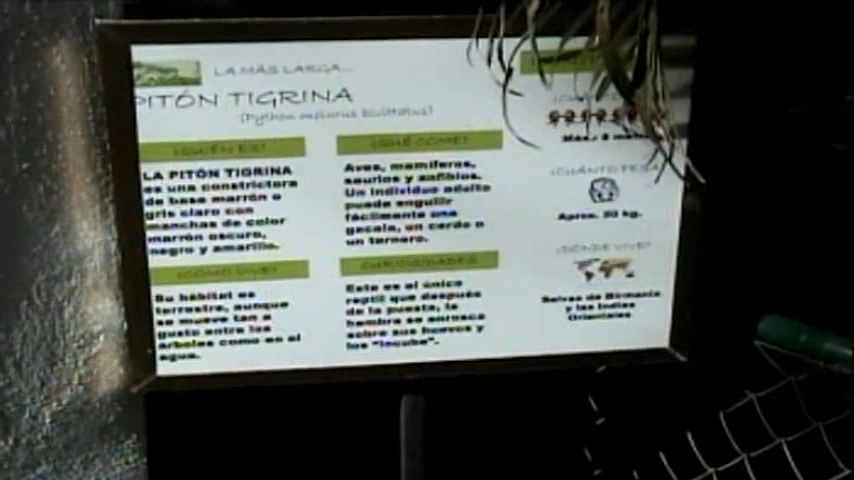 LA MÁS LARGA...
PITÓN TIGRINA
(Python molurus bivittatus)
¿QUIÉN ES?
LA PITÓN TIGRINA
es una constrictora
de base marrón o
gris claro con
manchas de color
marrón oscuro,
negro y amarillo.
¿CÓMO VIVE?
Su hábitat es
terrestre, aunque
se mueve tan a
gusto entre los
árboles como en el
agua.
¿QUÉ COME?
Aves, mamíferos,
saurios y anfibios.
Un individuo adulto
puede engullir
fácilmente una
gacela, un cerdo o
un ternero.
CURIOSIDADES
Este es el único
reptil que después
de la puesta, la
hembra se enrosca
sobre sus huevos y
los "incuba".
Máx.: 8
¿CUÁNTO PESA
Aprox. 90 kg.
¿DÓNDE VIVE?
Selvas de Birmania
y las Indias
Orientales